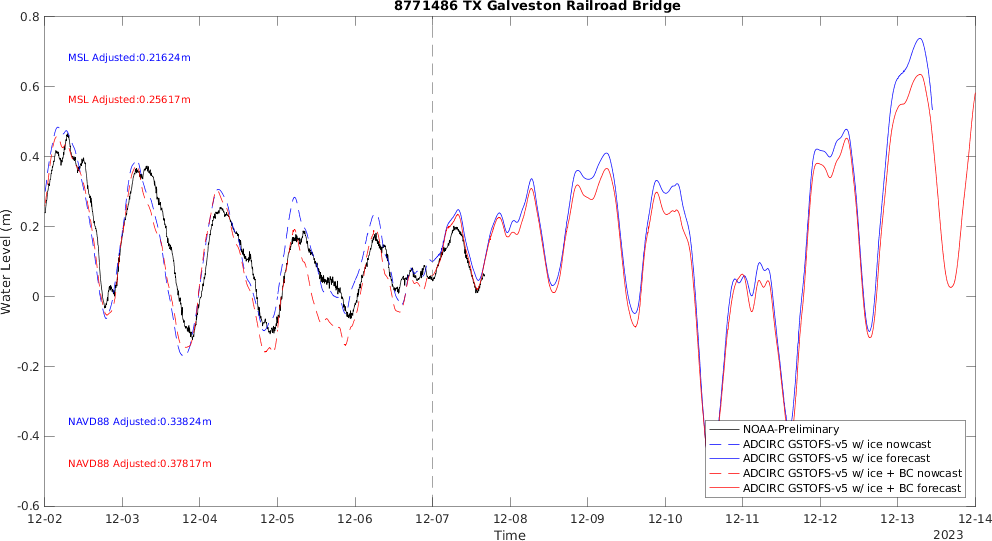 8771486 TX Galveston Railroad Bridge
0.8
0.6
0.4
0.2
0
-0.2
-0.4
-0.6
Water Level (m)
MSL Adjusted:0.21624m
MSL Adjusted:0.25617m
NAVD88 Adjusted:0.33824m
NAVD88 Adjusted:0.37817m
NOAA-Preliminary
ADCIRC GSTOFS-v5 w/ ice nowcast
ADCIRC GSTOFS-v5 w/ ice forecast
ADCIRC GSTOFS-v5 w/ ice + BC nowcast
ADCIRC GSTOFS-v5 w/ ice + BC forecast
12-02 12-03 12-04 12-05 12-06 12-07 12-08 12-09 12-10 12-11 12-12 12-13 12-14
Time
2023